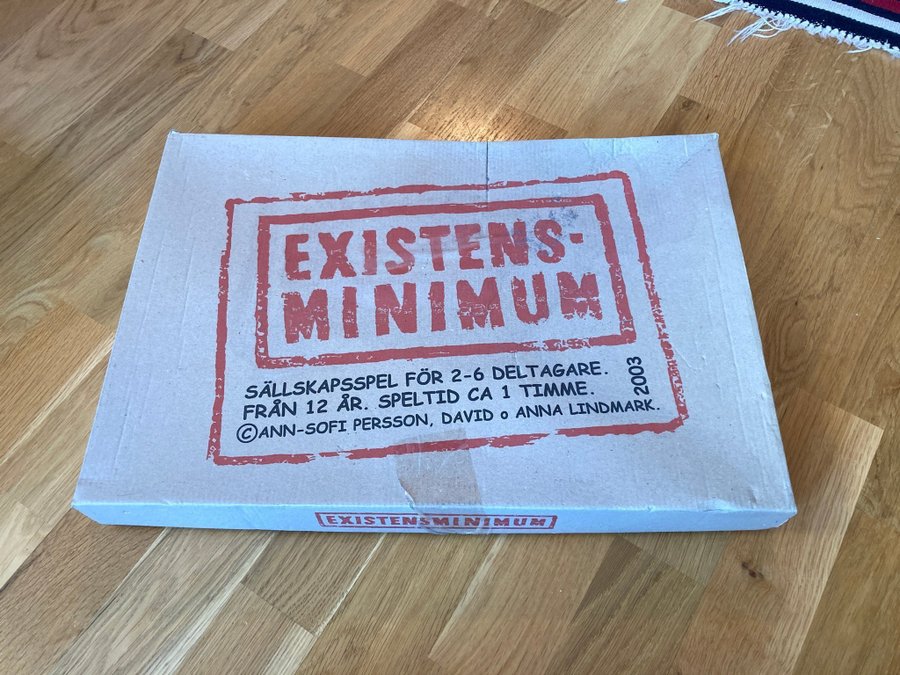 EXISTENS-
MINIMUM
SÄLLSKAPSSPEL FÖR 2-6 DELTAGARE.
FRÅN 12 ÅR. SPELTID CA 1 TIMME.
©ANN-SOFI PERSSON, DAVID o ANNA LINDMARK.
2003
EXISTENSMINIMUM